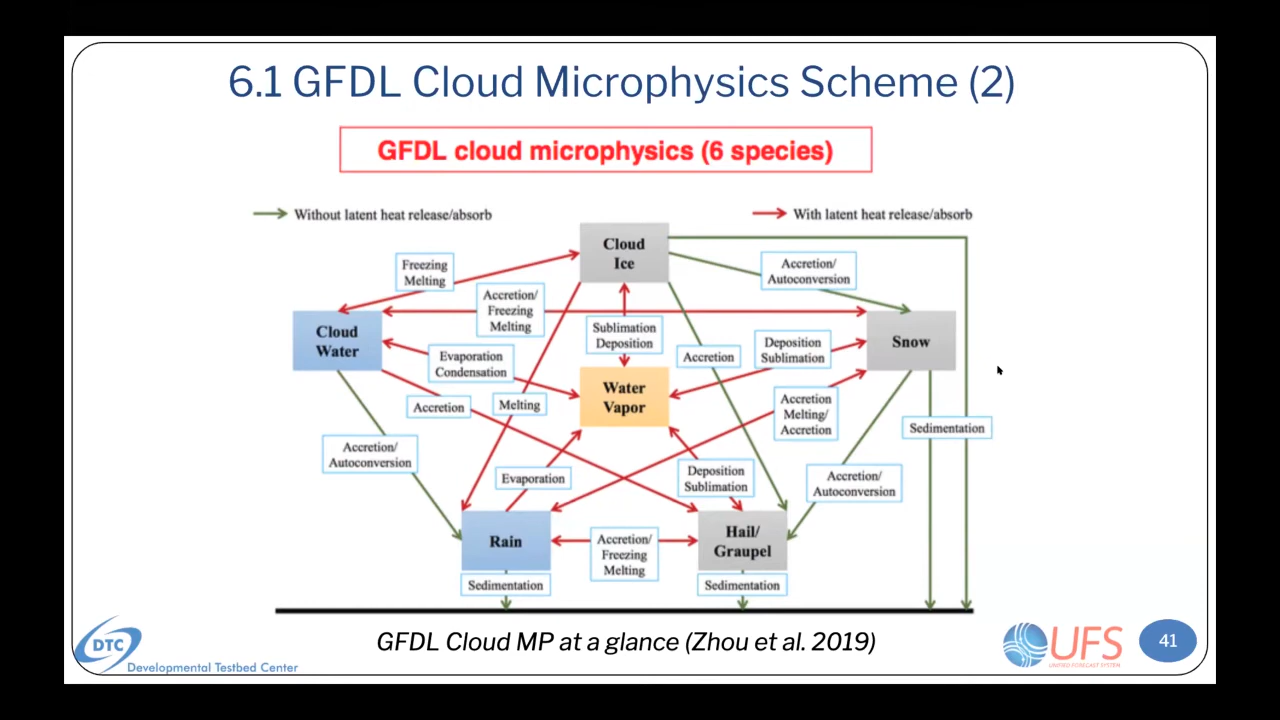 6.1 GFDL Cloud Microphysics Scheme (2)
GFDL cloud microphysics (6 species)
Without latent heat release/absorb
With latent heat release/absorb
Cloud
Ice
Freezing
Melting
Accretion/
Autoconversion
Accretion/
Freezing
Melting
Cloud
Water
Sublimation
Deposition
Deposition
Sublimation
Snow
Evaporation
Condensation
Accretion
Water
Vapor
Accretion
Melting
Accretion
Melting/
Accretion
Sedimentation
Accretion/
Autoconversion
Evaporation
Deposition
Sublimation
Accretion/
Autoconversion
Rain
Accretion/
Freezing
Melting
Hail/
Graupel
Sedimentation
Sedimentation
GFDL Cloud MP at a glance (Zhou et al. 2019)
DTC
Developmental Testbed Center
UFS
UNIFIED FORECAST SYSTEM
41